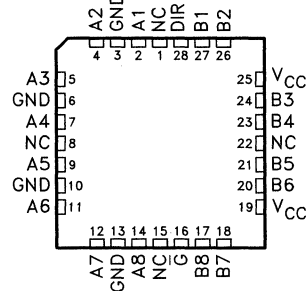 A2 GND A1 NC DIR B1 B2
4 3 2 1 28 27 26
A3 5
GND 6
A4 7
NC 8
A5 9
GND 10
A6 11
25 VCC
24 B3
23 B4
22 NC
21 B5
20 B6
19 VCC
12 13 14 15 16 17 18
A7 GND A8 NC G̅ B8 B7